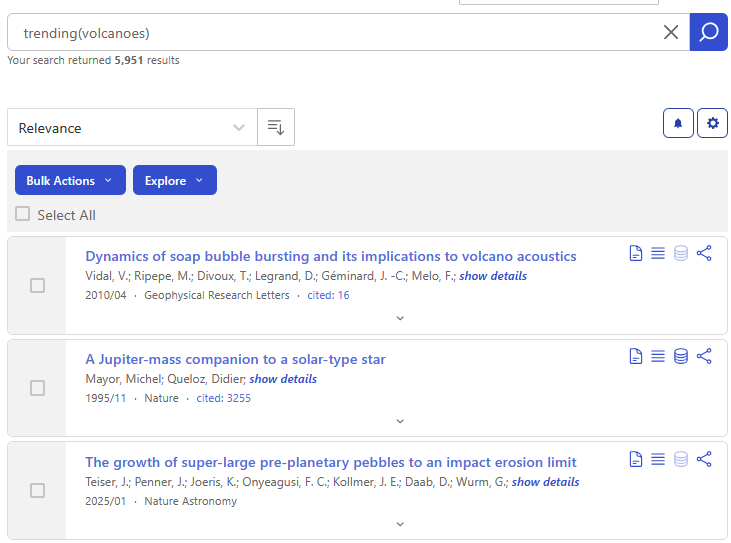 trending(volcanoes)
Your search returned 5,951 results
Relevance
Bulk Actions
Explore
Select All
Dynamics of soap bubble bursting and its implications to volcano acoustics
Vidal, V.; Ripepe, M.; Divoux, T.; Legrand, D.; Géminard, J. -C.; Melo, F.; show details
2010/04 · Geophysical Research Letters · cited: 16
A Jupiter-mass companion to a solar-type star
Mayor, Michel; Queloz, Didier; show details
1995/11 · Nature · cited: 3255
The growth of super-large pre-planetary pebbles to an impact erosion limit
Teiser, J.; Penner, J.; Joeris, K.; Onyeagusi, F. C.; Kollmer, J. E.; Daab, D.; Wurm, G.; show details
2025/01 · Nature Astronomy